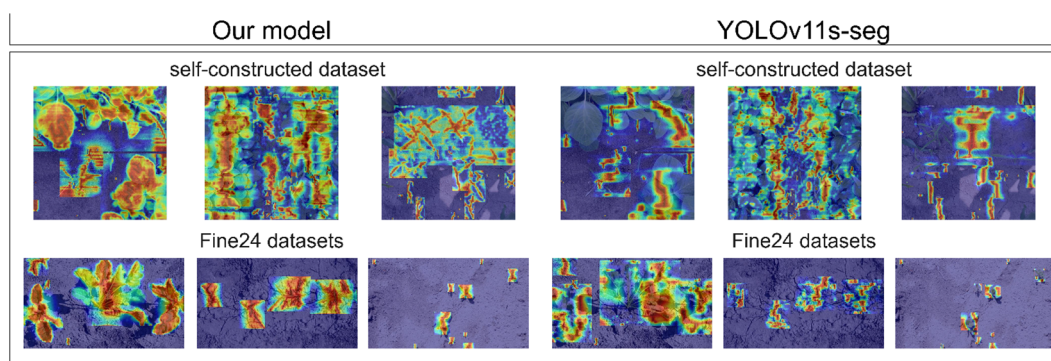 Our model YOLOv11s-seg
self-constructed dataset self-constructed dataset
Fine24 datasets Fine24 datasets